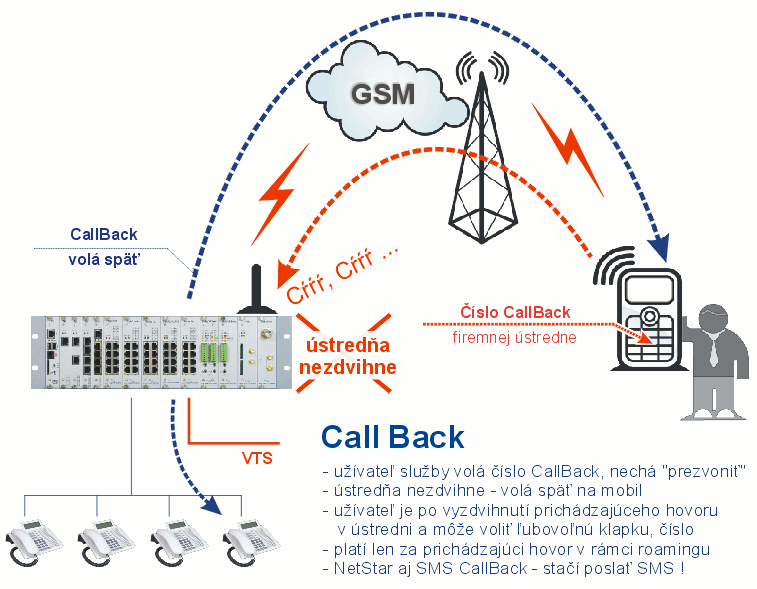 GSM
CallBack
volá späť
Cŕŕŕ, Cŕŕŕ ...
Číslo CallBack
firemnej ústredne
ústredňa
nezdvihne
VTS
Call Back
- užívateľ služby volá číslo CallBack, nechá "prezvoniť"
- ústredňa nezdvihne - volá späť na mobil
- užívateľ je po vyzdvihnutí prichádzajúceho hovoru
v ústredni a môže voliť ľubovoľnú klapku, číslo
- platí len za prichádzajúci hovor v rámci roamingu
- NetStar aj SMS CallBack - stačí poslať SMS !